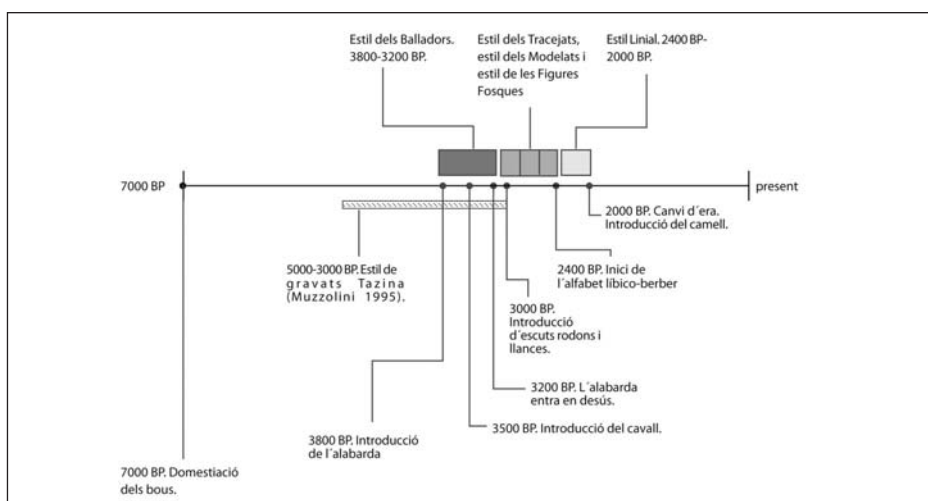 Estil dels Balladors.
3800-3200 BP.
Estil dels Tracejats,
estil dels Modelats i
estil de les Figures
Fosques
Estil Linial. 2400 BP-
2000 BP.
7000 BP
present
2000 BP. Canvi d´era.
Introducció del camell.
5000-3000 BP. Estil de
gravats Tazina
(Muzzolini 1995).
2400 BP. Inici de
l´alfabet líbico-berber
3000 BP.
Introducció
d´escuts rodons i
llances.
3200 BP. L´alabarda
entra en desús.
3500 BP. Introducció del cavall.
3800 BP. Introducció
de l´alabarda
7000 BP. Domestiació
dels bous.